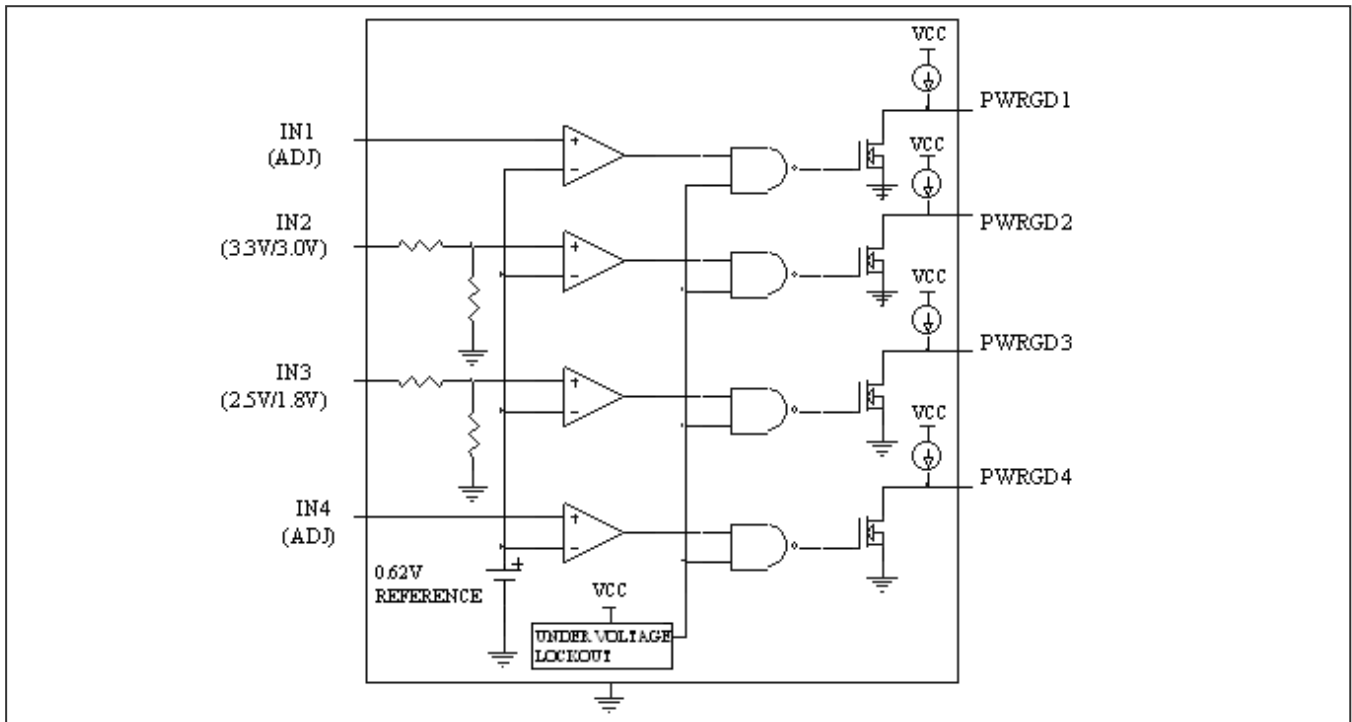 VCC
PWRGD1
IN1
(ADJ)
+
−
VCC
IN2
(3.3V/3.0V)
+
−
PWRGD2
VCC
IN3
(2.5V/1.8V)
+
−
PWRGD3
VCC
IN4
(ADJ)
+
−
PWRGD4
+
0.62V
REFERENCE
VCC
UNDER VOLTAGE
LOCKOUT